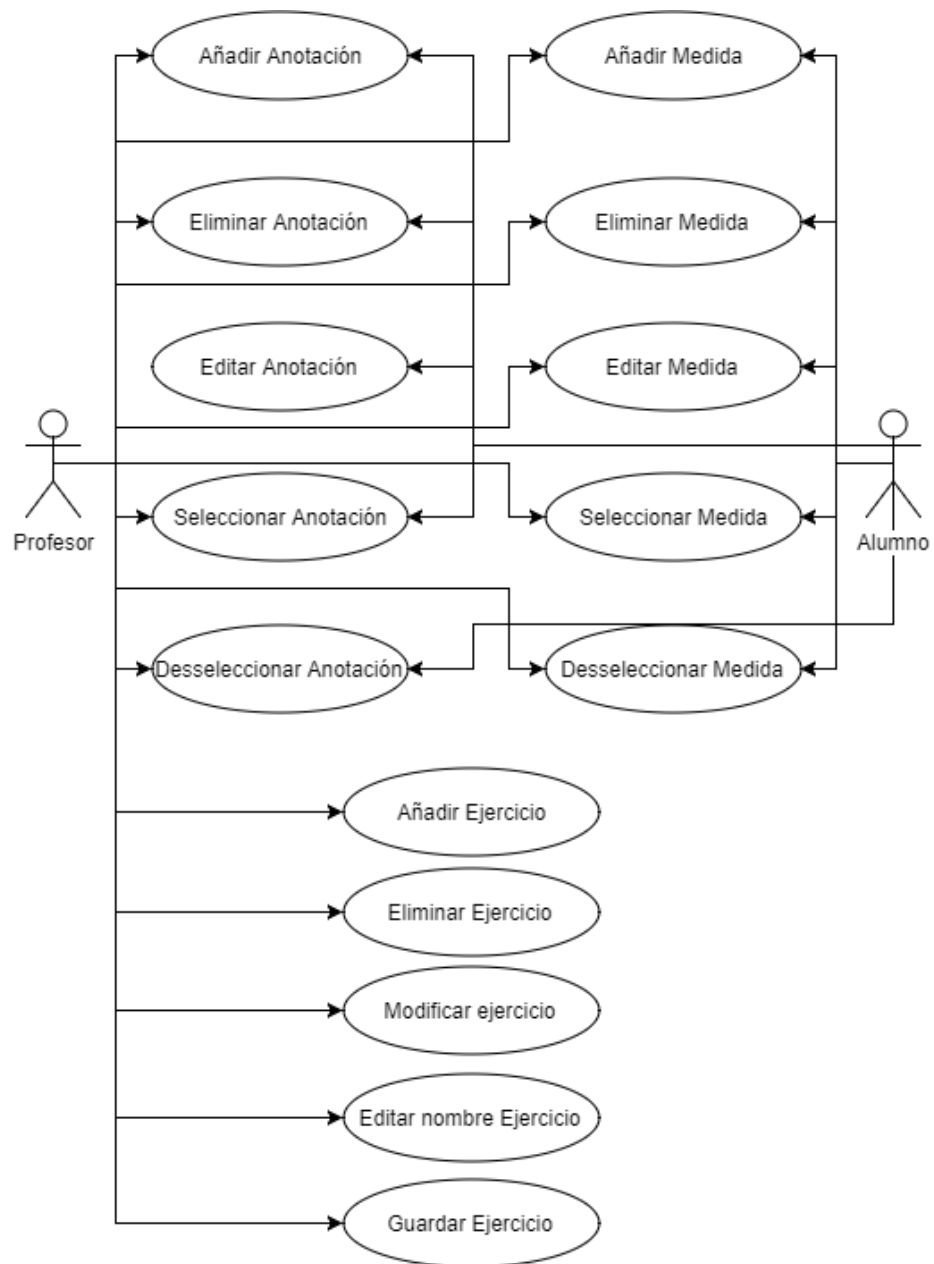 Añadir Anotación
Añadir Medida
Eliminar Anotación
Eliminar Medida
Editar Anotación
Editar Medida
Profesor
Seleccionar Anotación
Seleccionar Medida
Alumno
Desseleccionar Anotación
Desseleccionar Medida
Añadir Ejercicio
Eliminar Ejercicio
Modificar ejercicio
Editar nombre Ejercicio
Guardar Ejercicio